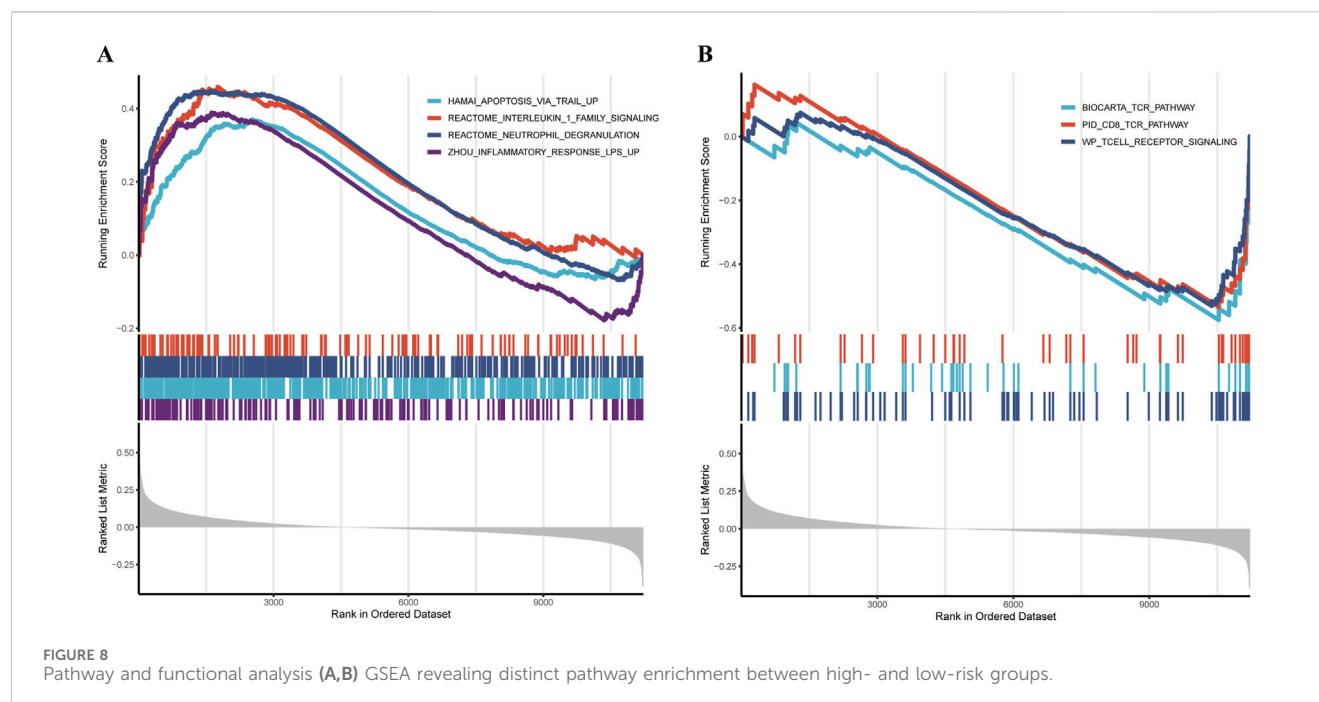 A
B
HAMAI_APOPTOSIS_VIA_TRAIL_UP
REACTOME_INTERLEUKIN_1_FAMILY_SIGNALING
REACTOME_NEUTROPHIL_DEGRANULATION
ZHOU_INFLAMMATORY_RESPONSE_LPS_UP
Running Enrichment Score
0.4
0.2
0.0
−0.2
Ranked List Metric
0.50
0.25
0.00
−0.25
3000
6000
9000
Rank in Ordered Dataset
BIOCARTA_TCR_PATHWAY
PID_CD8_TCR_PATHWAY
WP_TCELL_RECEPTOR_SIGNALING
Running Enrichment Score
0.0
−0.2
−0.4
−0.6
Ranked List Metric
0.50
0.25
0.00
−0.25
3000
6000
9000
Rank in Ordered Dataset
FIGURE 8
Pathway and functional analysis (A,B) GSEA revealing distinct pathway enrichment between high- and low-risk groups.